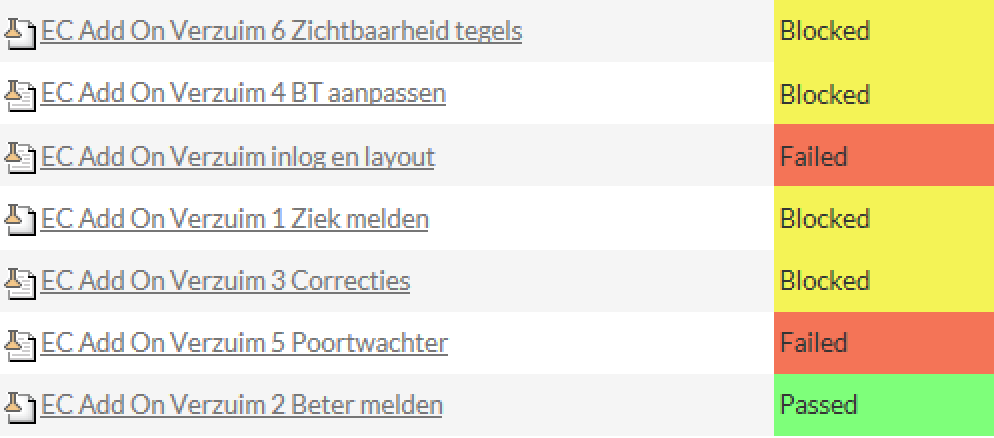 EC Add On Verzuim 6 Zichtbaarheid tegels Blocked
EC Add On Verzuim 4 BT aanpassen Blocked
EC Add On Verzuim inlog en layout Failed
EC Add On Verzuim 1 Ziek melden Blocked
EC Add On Verzuim 3 Correcties Blocked
EC Add On Verzuim 5 Poortwachter Failed
EC Add On Verzuim 2 Beter melden Passed